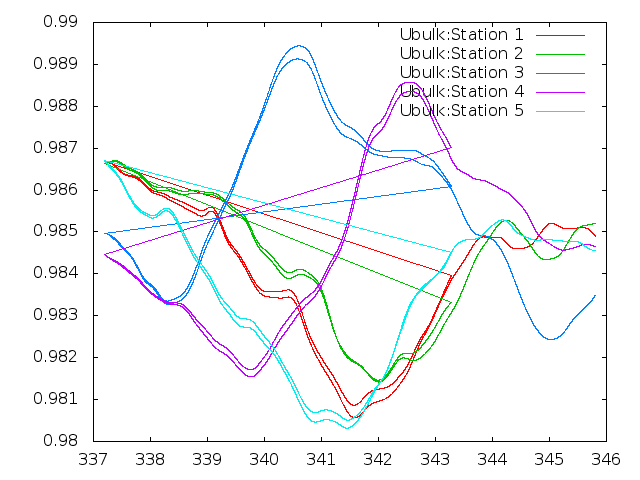 0.99
Ubulk:Station 1
Ubulk:Station 2
Ubulk:Station 3
Ubulk:Station 4
Ubulk:Station 5
0.989
0.988
0.987
0.986
0.985
0.984
0.983
0.982
0.981
0.98
337 338 339 340 341 342 343 344 345 346